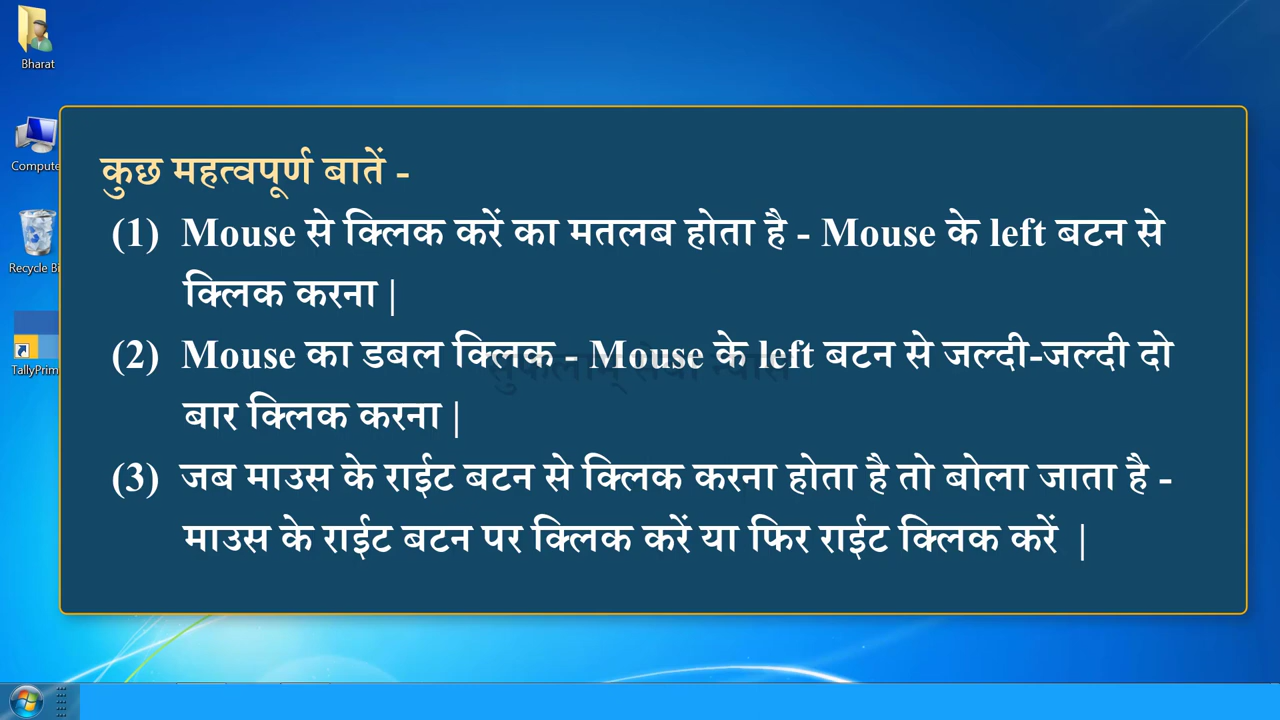 Bharat
Compute
Recycle Bi
TallyPrim
कुछ महत्वपूर्ण बातें -
(1) Mouse से क्लिक करें का मतलब होता है - Mouse के left बटन से
क्लिक करना |
(2) Mouse का डबल क्लिक - Mouse के left बटन से जल्दी-जल्दी दो
बार क्लिक करना |
(3) जब माउस के राईट बटन से क्लिक करना होता है तो बोला जाता है -
माउस के राईट बटन पर क्लिक करें या फिर राईट क्लिक करें |
सुफलाम् सेवा न्यास